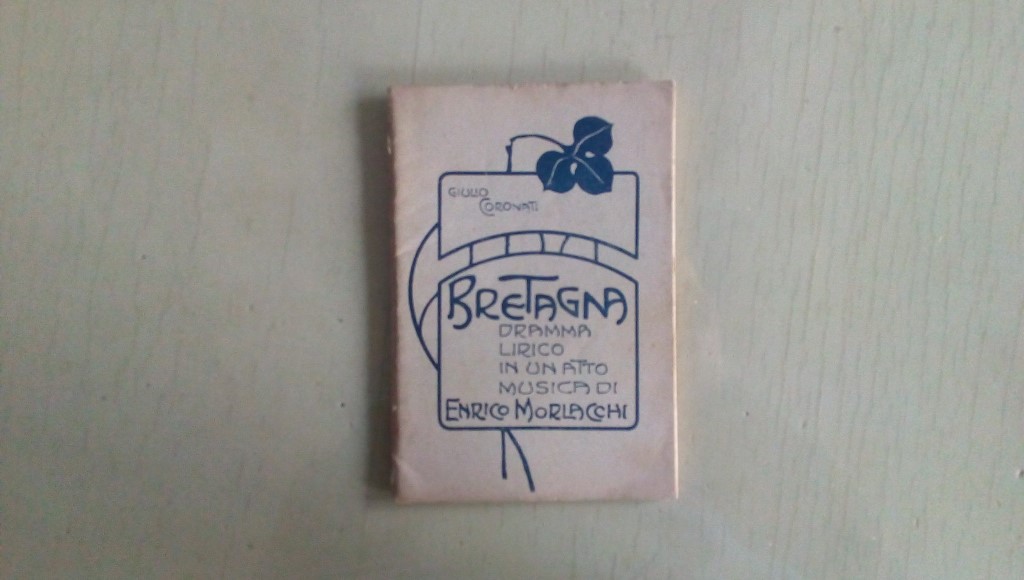 GIULIO
CORONATI
BRETAGNA
DRAMMA
LIRICO
IN UN ATTO
MUSICA DI
ENRICO MORLACCHI